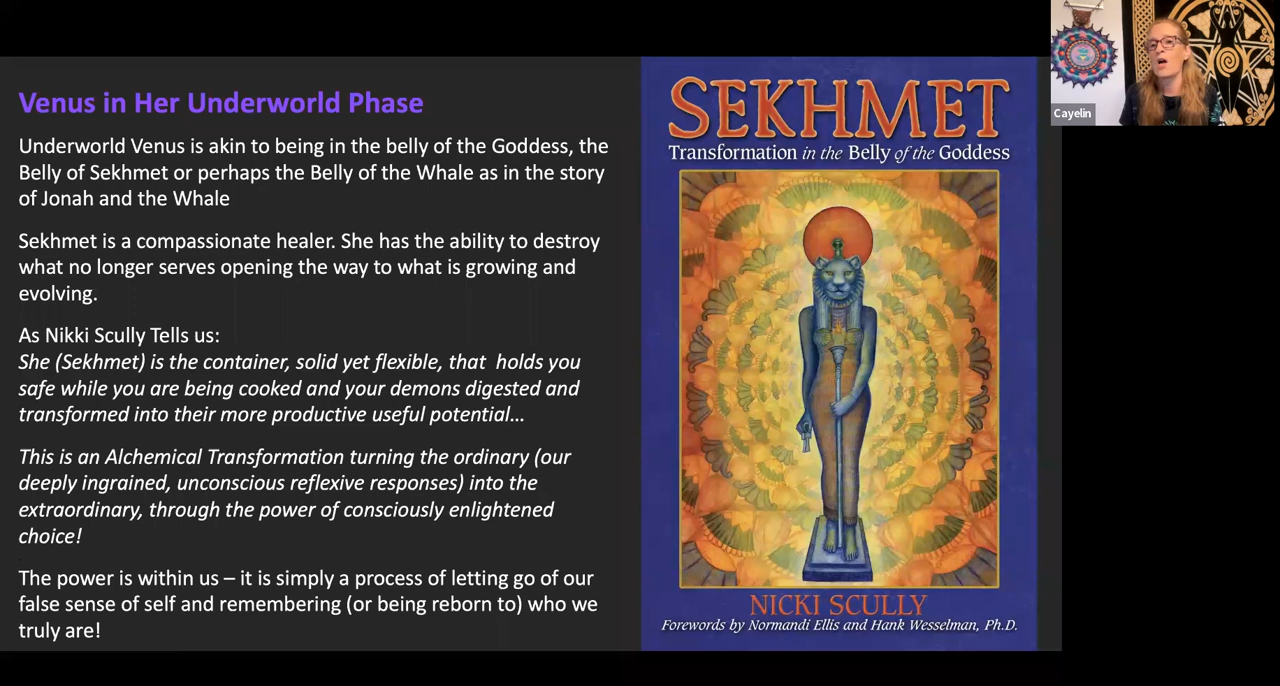 Venus in Her Underworld Phase
Underworld Venus is akin to being in the belly of the Goddess, the
Belly of Sekhmet or perhaps the Belly of the Whale as in the story
of Jonah and the Whale
Sekhmet is a compassionate healer. She has the ability to destroy
what no longer serves opening the way to what is growing and
evolving.
As Nikki Scully Tells us:
She (Sekhmet) is the container, solid yet flexible, that holds you
safe while you are being cooked and your demons digested and
transformed into their more productive useful potential…
This is an Alchemical Transformation turning the ordinary (our
deeply ingrained, unconscious reflexive responses) into the
extraordinary, through the power of consciously enlightened
choice!
The power is within us – it is simply a process of letting go of our
false sense of self and remembering (or being reborn to) who we
truly are!
SEKHMET
Transformation in the Belly of the Goddess
NICKI SCULLY
Forewords by Normandi Ellis and Hank Wesselman, Ph.D.
Cayelin